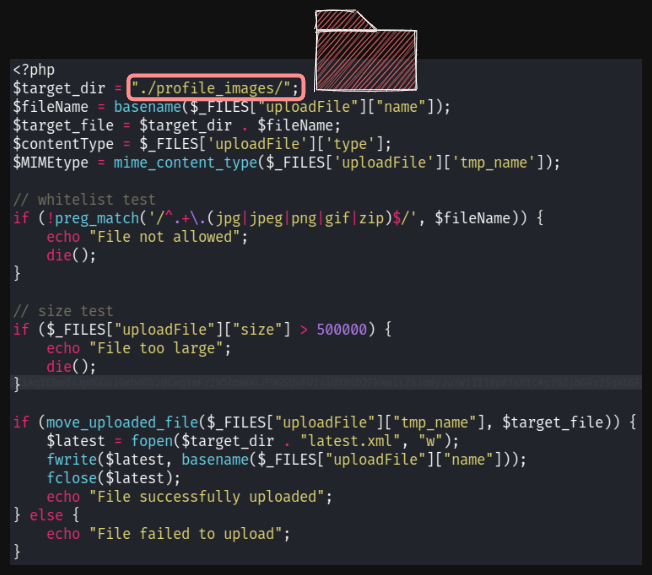 <?php
$target_dir = "./profile_images/";
$fileName = basename($_FILES["uploadFile"]["name"]);
$target_file = $target_dir . $fileName;
$contentType = $_FILES['uploadFile']['type'];
$MIMEtype = mime_content_type($_FILES['uploadFile']['tmp_name']);
// whitelist test
if (!preg_match('/^.+\.(jpg|jpeg|png|gif|zip)$/', $fileName)) {
    echo "File not allowed";
    die();
}
// size test
if ($_FILES["uploadFile"]["size"] > 500000) {
    echo "File too large";
    die();
}
if (move_uploaded_file($_FILES["uploadFile"]["tmp_name"], $target_file)) {
    $latest = fopen($target_dir . "latest.xml", "w");
    fwrite($latest, basename($_FILES["uploadFile"]["name"]));
    fclose($latest);
    echo "File successfully uploaded";
} else {
    echo "File failed to upload";
}